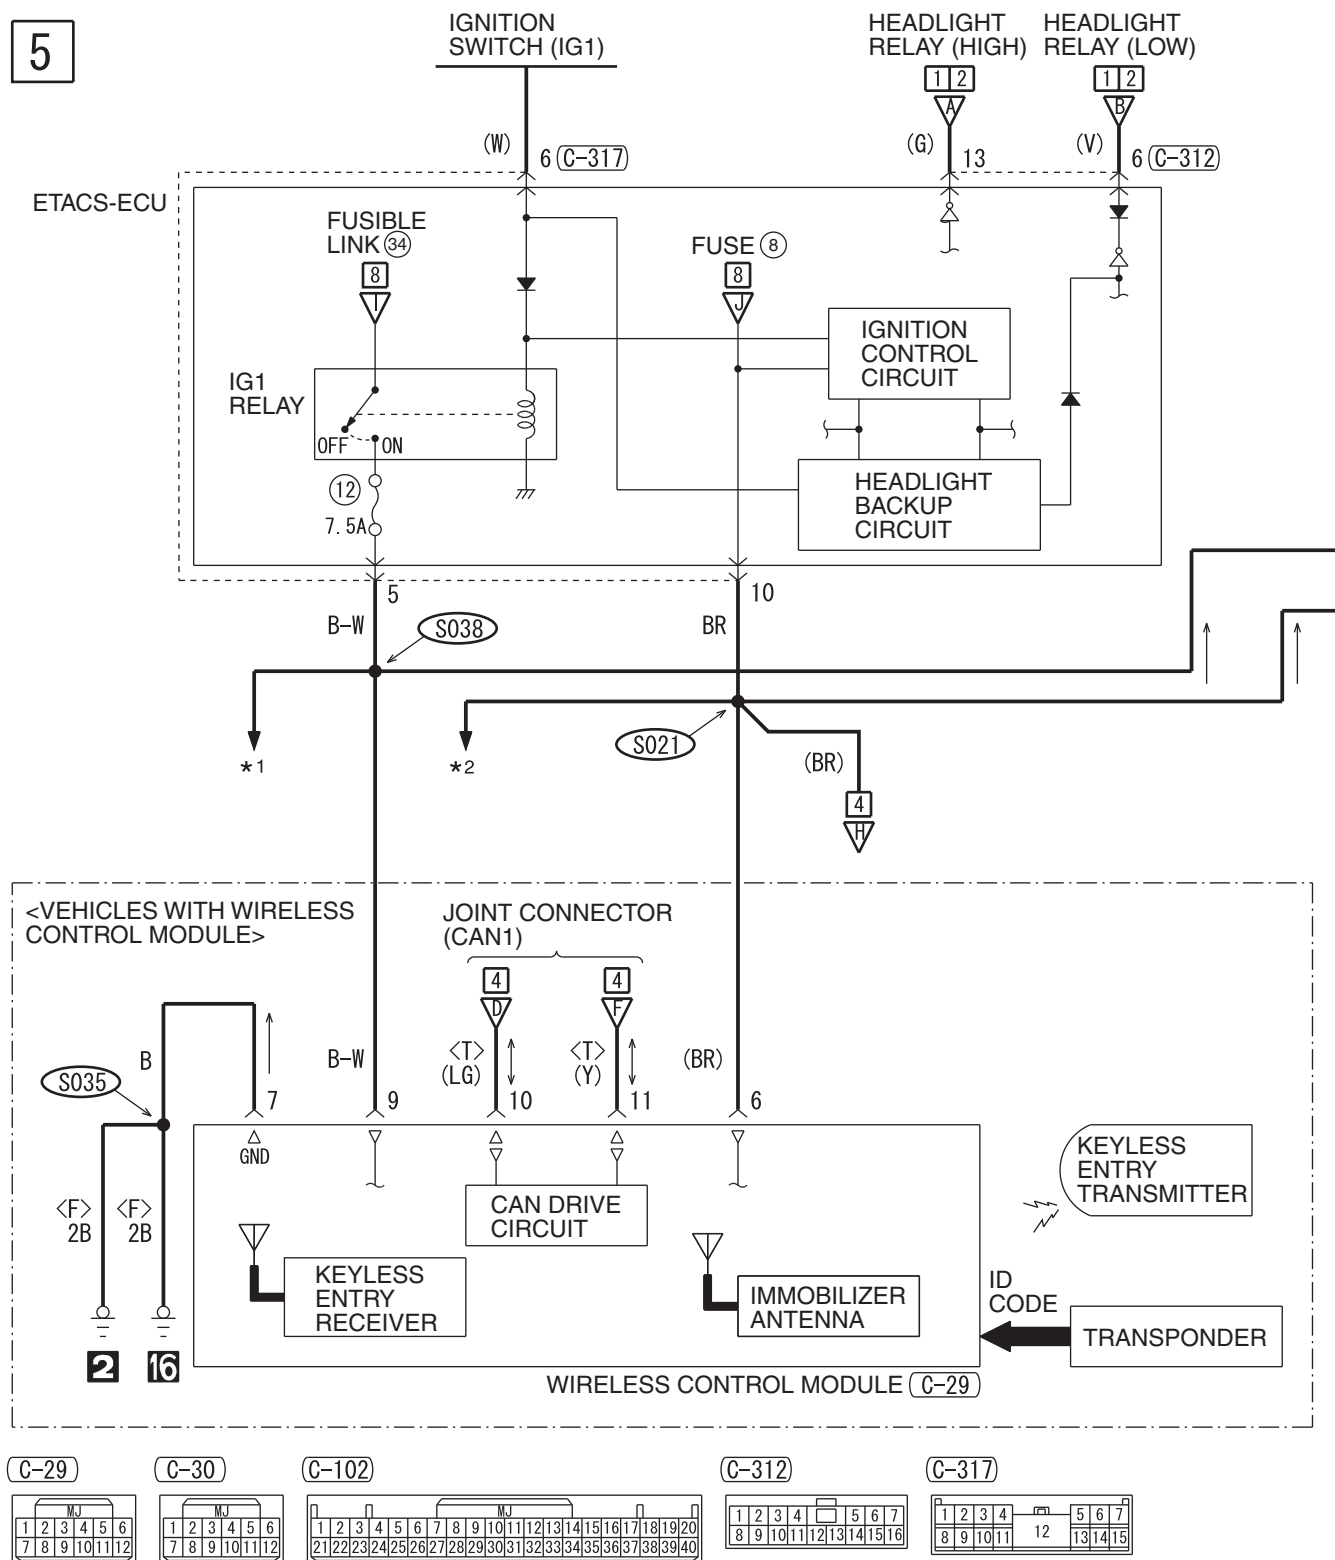 5
IGNITION
SWITCH (IG1)
HEADLIGHT
RELAY (HIGH)
HEADLIGHT
RELAY (LOW)
1 2
1 2
A
B
(W)
6 (C-317)
(G)
13
(V)
6 (C-312)
ETACS-ECU
FUSIBLE
LINK 34
8
I
FUSE 8
8
J
IGNITION
CONTROL
CIRCUIT
IG1
RELAY
OFF
ON
12
7.5A
HEADLIGHT
BACKUP
CIRCUIT
5
10
B-W
S038
BR
*1
*2
S021
(BR)
4
H
<VEHICLES WITH WIRELESS
CONTROL MODULE>
JOINT CONNECTOR
(CAN1)
4
4
D
F
B
B-W
<T>
(LG)
<T>
(Y)
(BR)
S035
7
9
10
11
6
GND
<F>
2B
<F>
2B
CAN DRIVE
CIRCUIT
KEYLESS
ENTRY
TRANSMITTER
KEYLESS
ENTRY
RECEIVER
IMMOBILIZER
ANTENNA
ID
CODE
TRANSPONDER
2
16
WIRELESS CONTROL MODULE C-29
C-29
C-30
C-102
C-312
C-317
MJ
1 2 3 4 5 6
7 8 9 10 11 12
MJ
1 2 3 4 5 6
7 8 9 10 11 12
MJ
1 2 3 4 5 6 7 8 9 10 11 12 13 14 15 16 17 18 19 20
21 22 23 24 25 26 27 28 29 30 31 32 33 34 35 36 37 38 39 40
1 2 3 4 5 6 7
8 9 10 11 12 13 14 15 16
1 2 3 4 5 6 7
8 9 10 11 12 13 14 15